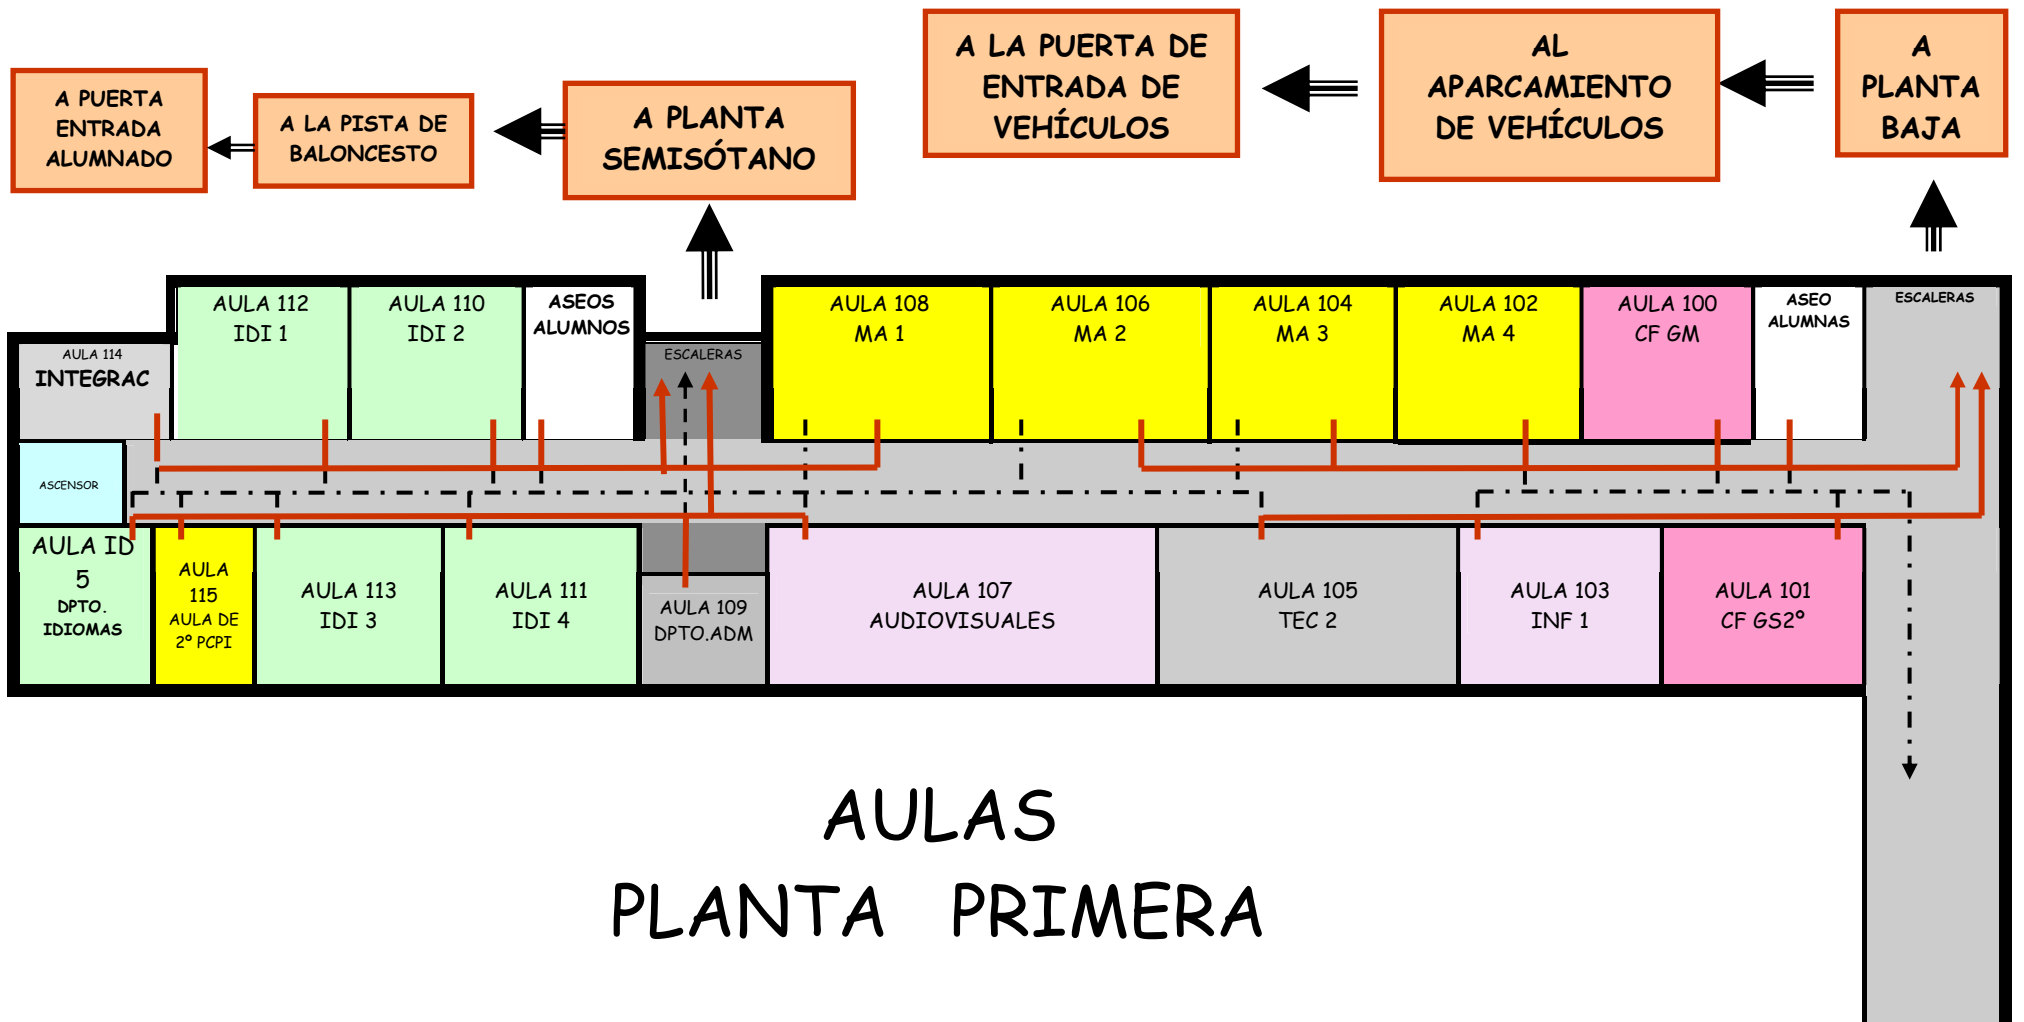 A PUERTA
ENTRADA
ALUMNADO
A LA PISTA DE
BALONCESTO
A PLANTA
SEMISÓTANO
A LA PUERTA DE
ENTRADA DE
VEHÍCULOS
AL
APARCAMIENTO
DE VEHÍCULOS
A
PLANTA
BAJA
AULA 114
INTEGRAC
AULA 112
IDI 1
AULA 110
IDI 2
ASEOS
ALUMNOS
ESCALERAS
AULA 108
MA 1
AULA 106
MA 2
AULA 104
MA 3
AULA 102
MA 4
AULA 100
CF GM
ASEO
ALUMNAS
ESCALERAS
ASCENSOR
AULA ID
5
DPTO.
IDIOMAS
AULA
115
AULA DE
2º PCPI
AULA 113
IDI 3
AULA 111
IDI 4
AULA 109
DPTO.ADM
AULA 107
AUDIOVISUALES
AULA 105
TEC 2
AULA 103
INF 1
AULA 101
CF GS2º
AULAS
PLANTA PRIMERA